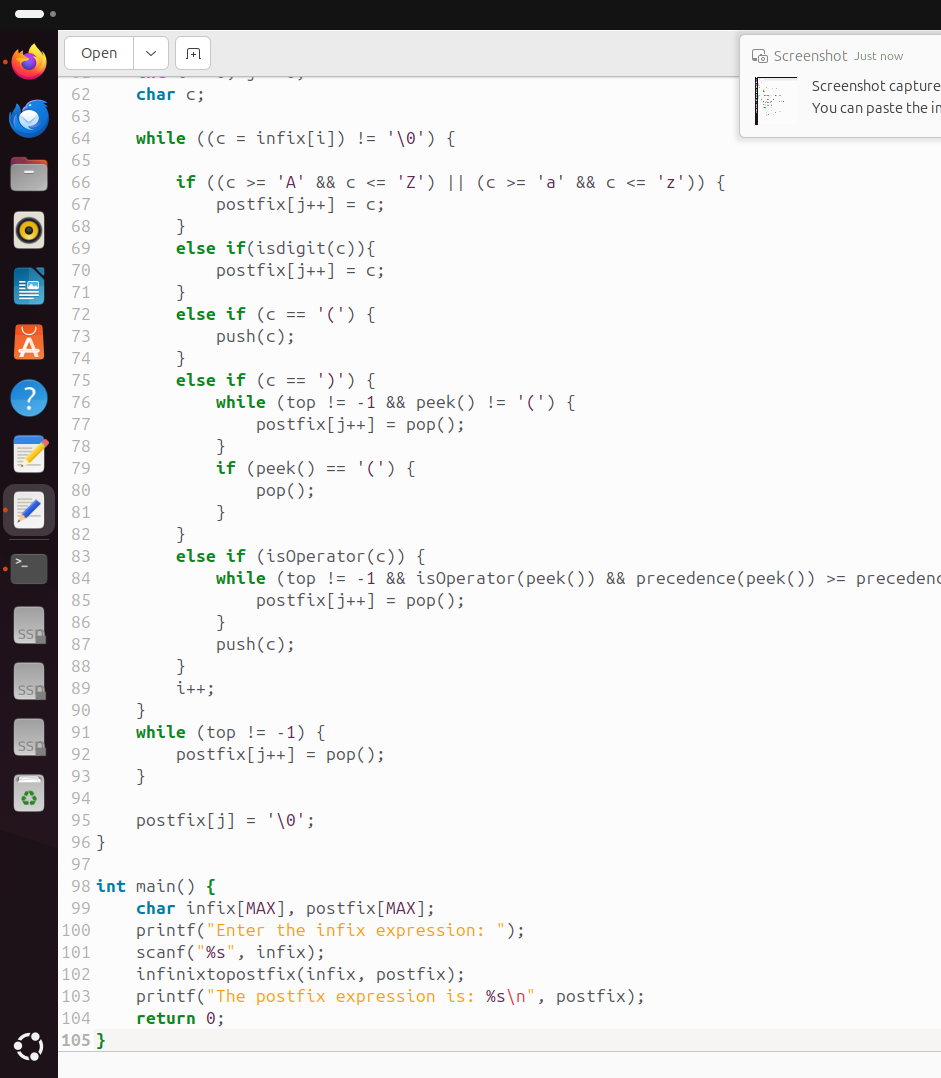 Open
Screenshot Just now
Screenshot capture
You can paste the in
62 char c;
63
64 while ((c = infix[i]) != '\0') {
65
66 if ((c >= 'A' && c <= 'Z') || (c >= 'a' && c <= 'z')) {
67 postfix[j++] = c;
68 }
69 else if(isdigit(c)){
70 postfix[j++] = c;
71 }
72 else if (c == '(') {
73 push(c);
74 }
75 else if (c == ')') {
76 while (top != -1 && peek() != '(') {
77 postfix[j++] = pop();
78 }
79 if (peek() == '(') {
80 pop();
81 }
82 }
83 else if (isOperator(c)) {
84 while (top != -1 && isOperator(peek()) && precedence(peek()) >= precedenc
85 postfix[j++] = pop();
86 }
87 push(c);
88 }
89 i++;
90 }
91 while (top != -1) {
92 postfix[j++] = pop();
93 }
94
95 postfix[j] = '\0';
96 }
97
98 int main() {
99 char infix[MAX], postfix[MAX];
100 printf("Enter the infix expression: ");
101 scanf("%s", infix);
102 infinixtopostfix(infix, postfix);
103 printf("The postfix expression is: %s\n", postfix);
104 return 0;
105 }